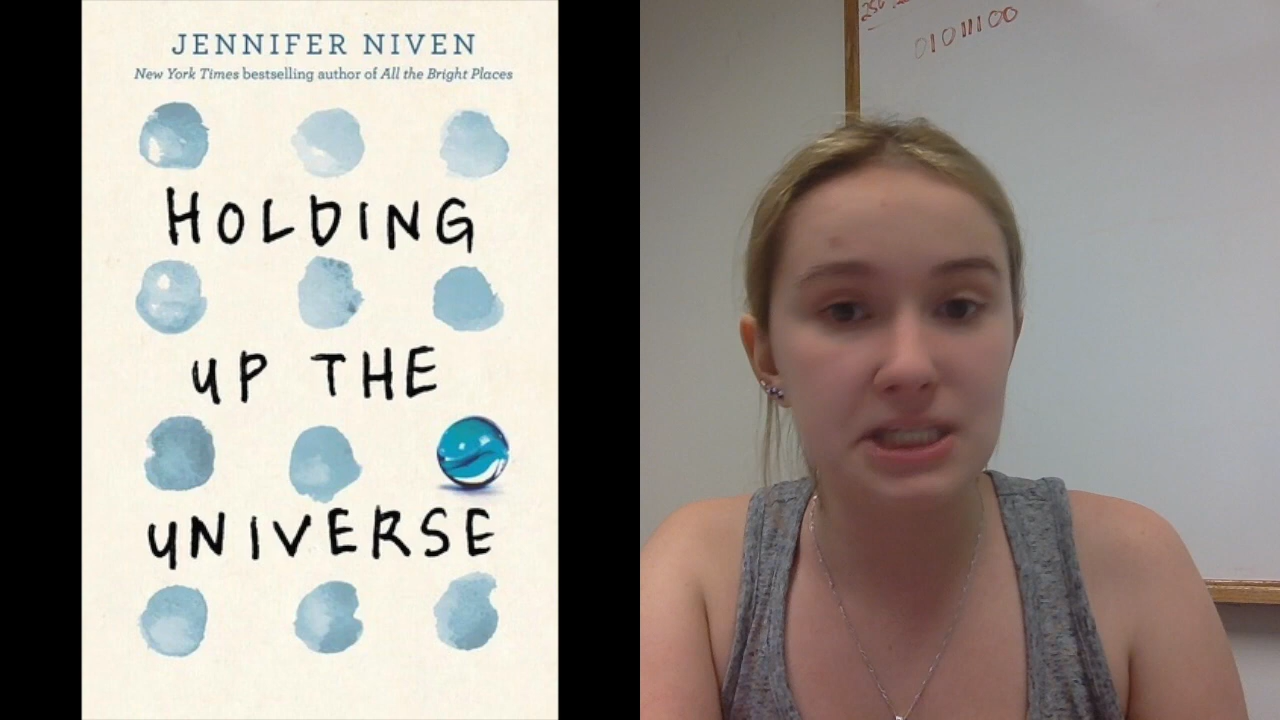 JENNIFER NIVEN
New York Times bestselling author of All the Bright Places
HOLDING
UP THE
UNIVERSE
01011100